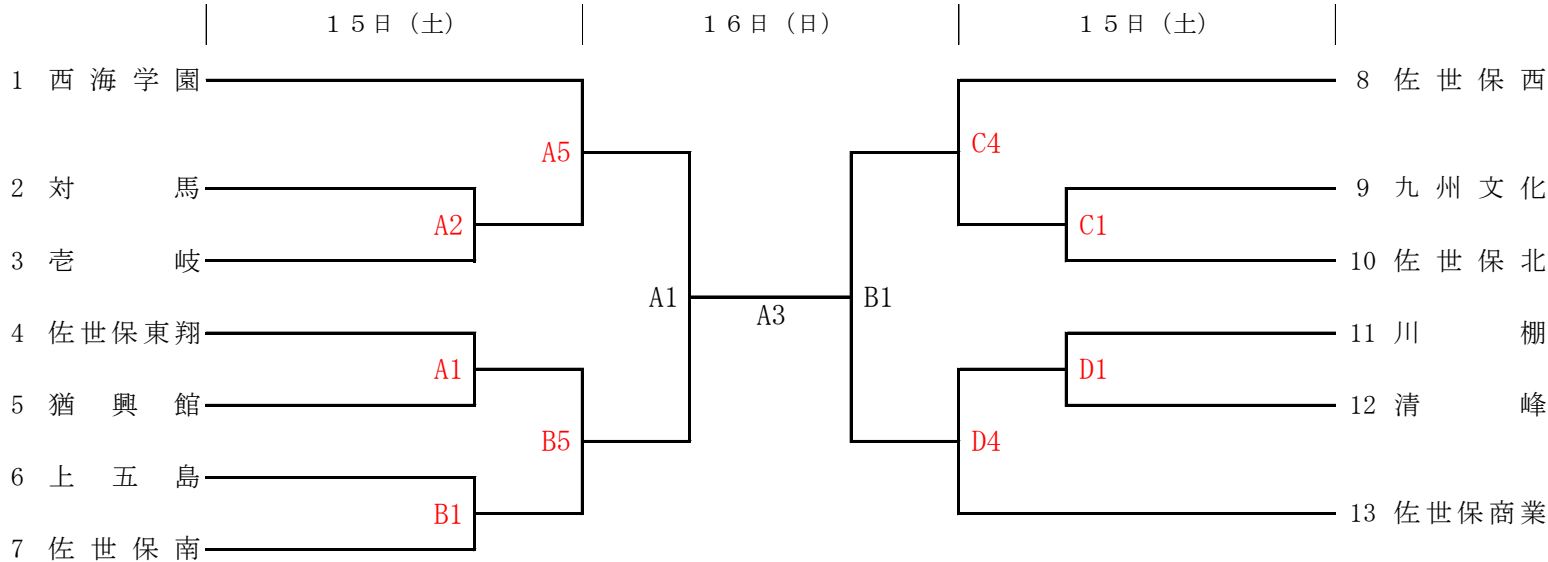 １５日（土） １６日（日） １５日（土）
1 西海学園 8 佐世保西
A5 C4
2 対馬 9 九州文化
A2 C1
3 壱岐 10 佐世保北
A1 A3 B1
4 佐世保東翔 11 川棚
A1 D1
5 猶興館 12 清峰
B5 D4
6 上五島
B1 13 佐世保商業
7 佐世保南